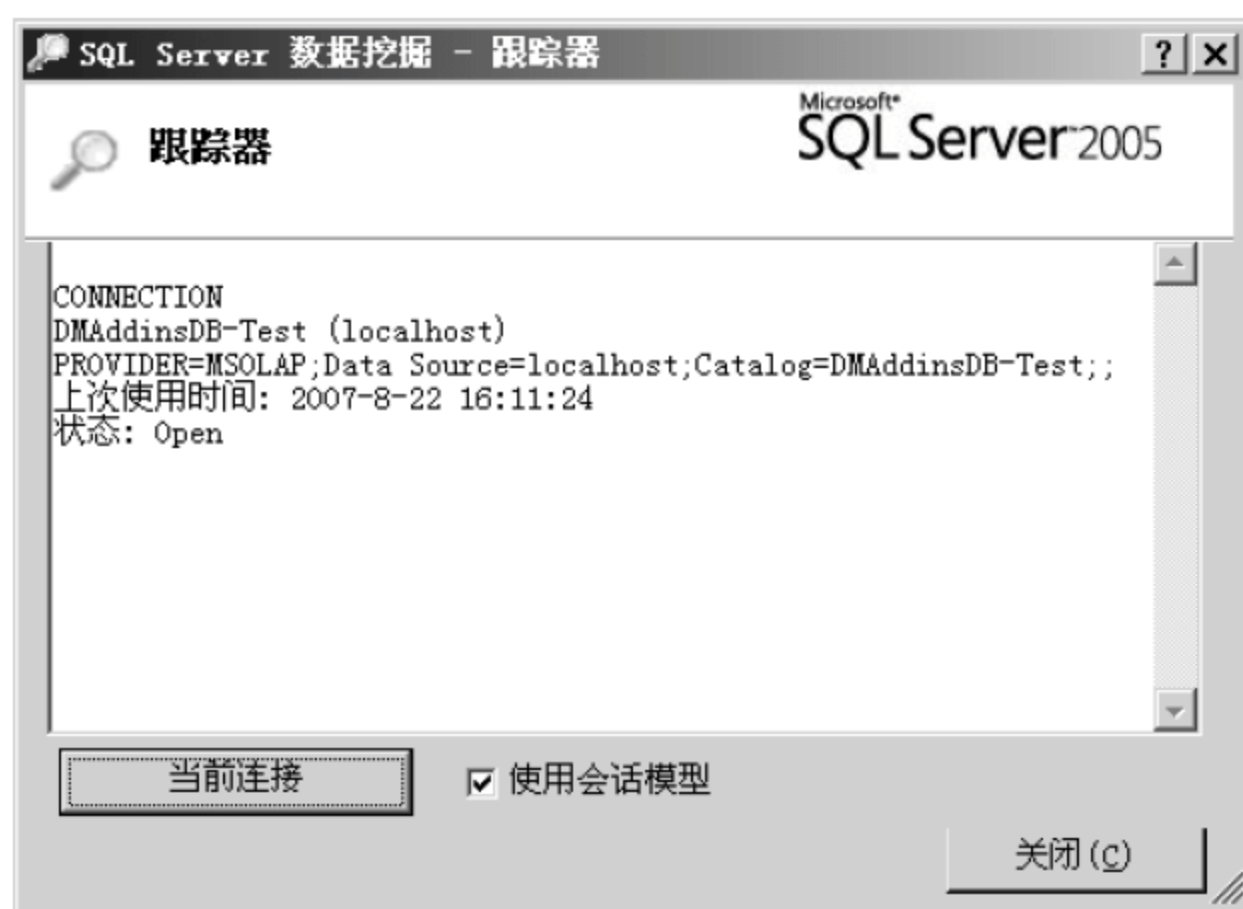 SQL Server 数据挖掘 - 跟踪器
跟踪器
Microsoft
SQL Server 2005
CONNECTION
DMAddinsDB-Test (localhost)
PROVIDER=MSOLAP;Data Source=localhost;Catalog=DMAddinsDB-Test;;
上次使用时间: 2007-8-22 16:11:24
状态: Open
当前连接
使用会话模型
关闭(C)